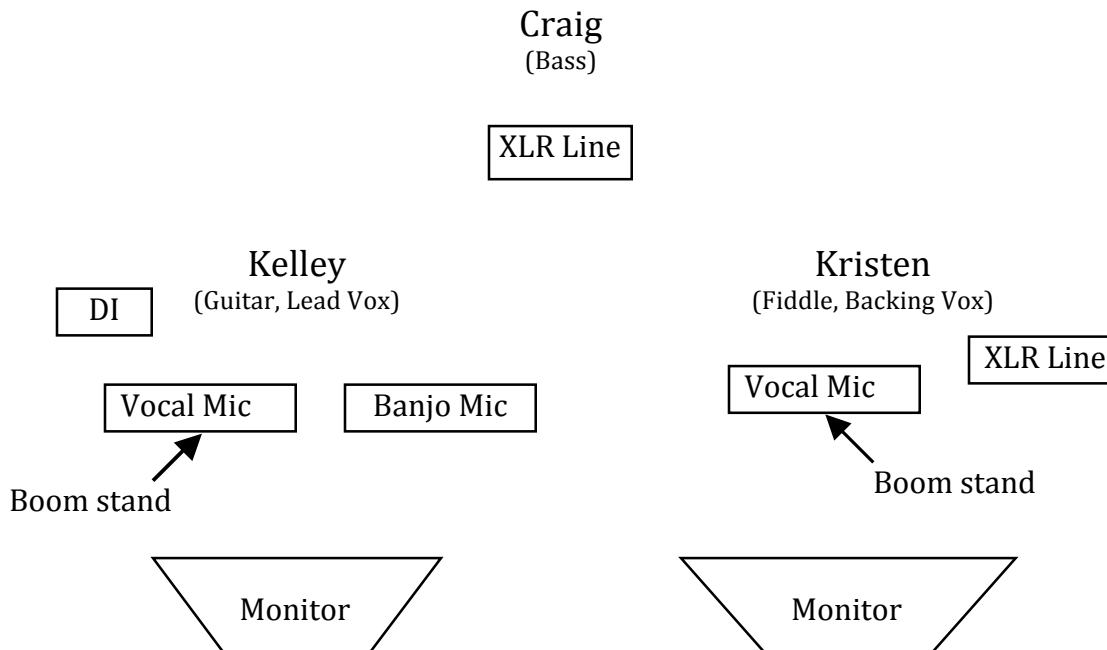 Craig
(Bass)
XLR Line
Kelley
(Guitar, Lead Vox)
DI
Vocal Mic
Banjo Mic
Boom stand
Monitor
Kristen
(Fiddle, Backing Vox)
XLR Line
Vocal Mic
Boom stand
Monitor